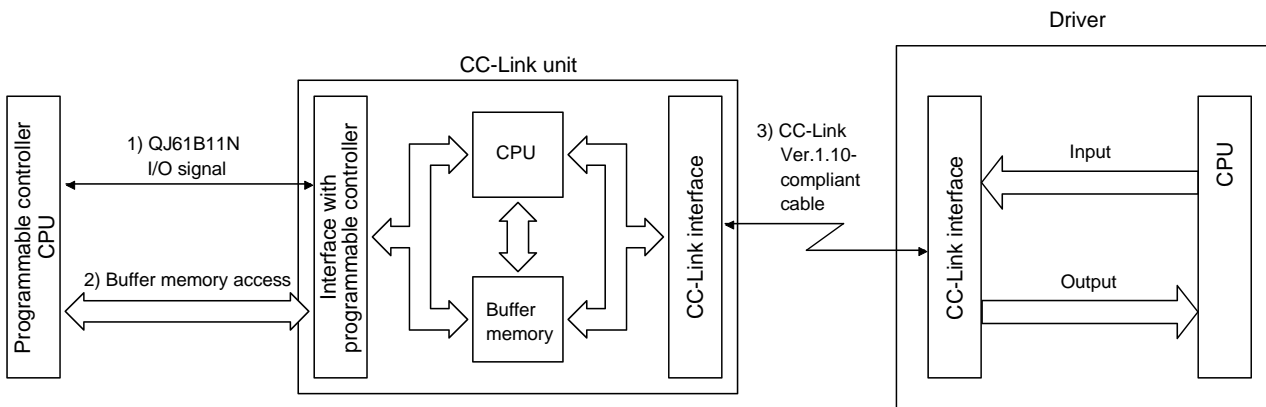 Driver
CC-Link unit
Programmable controller
CPU
1) QJ61B11N
I/O signal
2) Buffer memory access
Interface with
programmable controller
CPU
Buffer
memory
CC-Link interface
3) CC-Link
Ver.1.10-
compliant
cable
CC-Link interface
Input
Output
CPU